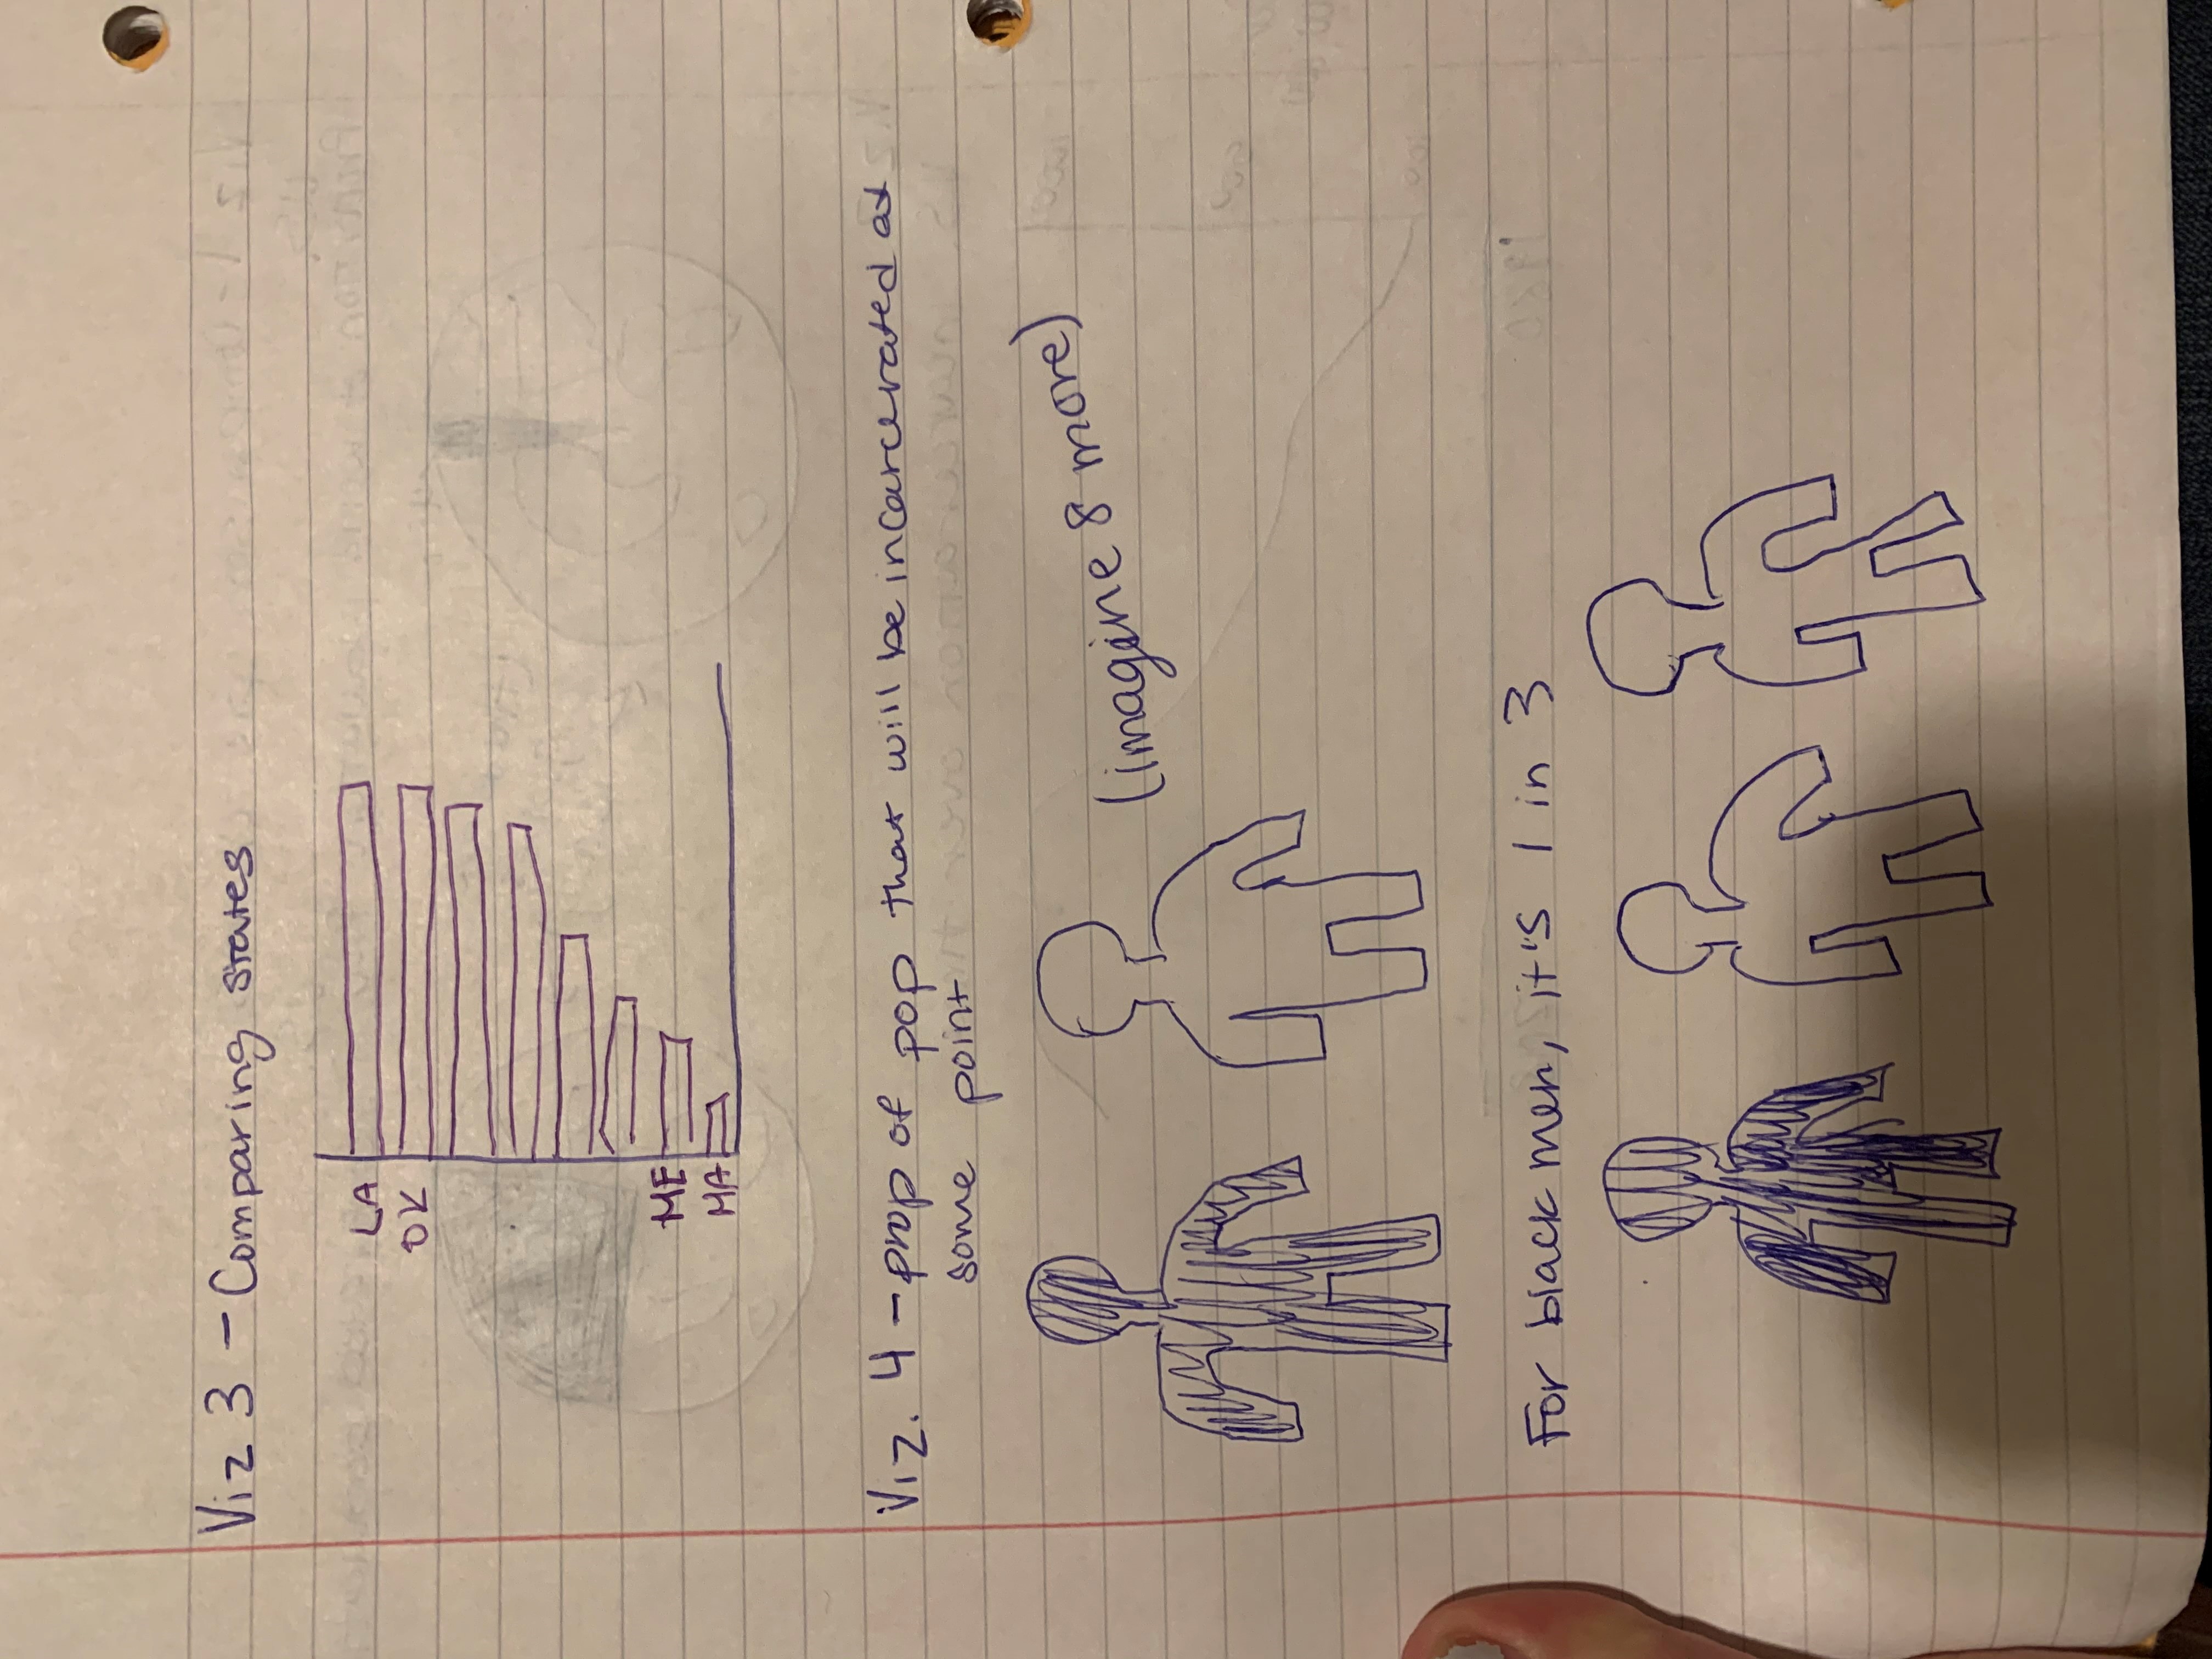 Viz 3 - Comparing states
LA
OK
ME
MA
Viz. 4 - prop of pop that will be incarcerated at
some point
(imagine 8 more)
For black men, it's 1 in 3